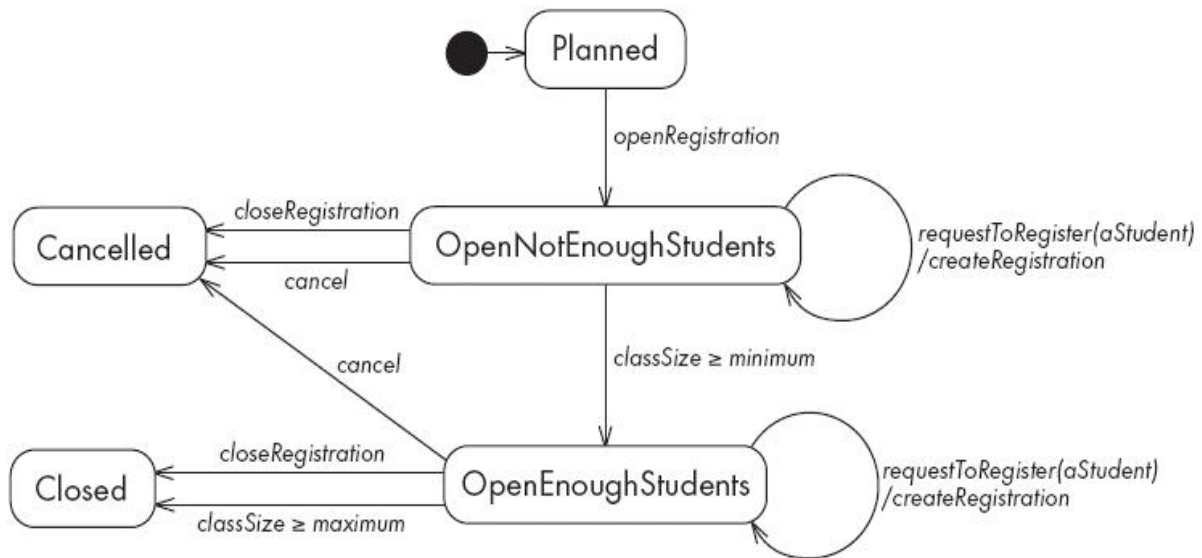 Planned
openRegistration
closeRegistration
Cancelled
OpenNotEnoughStudents
requestToRegister(aStudent)
/createRegistration
cancel
cancel
classSize ≥ minimum
closeRegistration
Closed
OpenEnoughStudents
requestToRegister(aStudent)
/createRegistration
classSize ≥ maximum